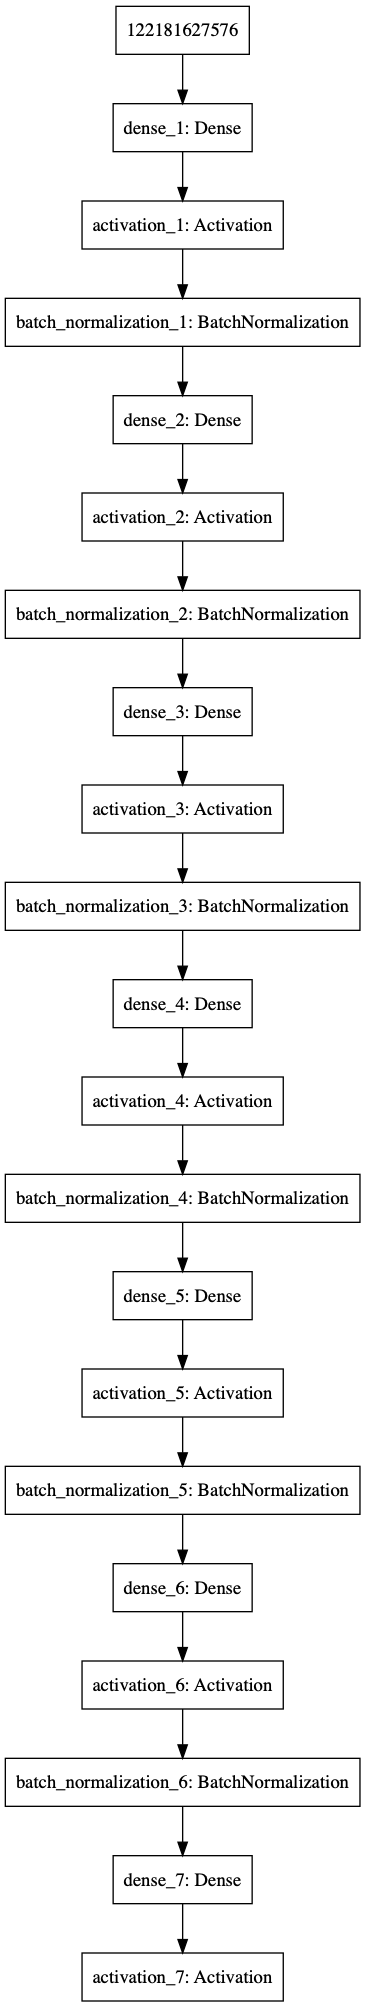 122181627576
dense_1: Dense
activation_1: Activation
batch_normalization_1: BatchNormalization
dense_2: Dense
activation_2: Activation
batch_normalization_2: BatchNormalization
dense_3: Dense
activation_3: Activation
batch_normalization_3: BatchNormalization
dense_4: Dense
activation_4: Activation
batch_normalization_4: BatchNormalization
dense_5: Dense
activation_5: Activation
batch_normalization_5: BatchNormalization
dense_6: Dense
activation_6: Activation
batch_normalization_6: BatchNormalization
dense_7: Dense
activation_7: Activation